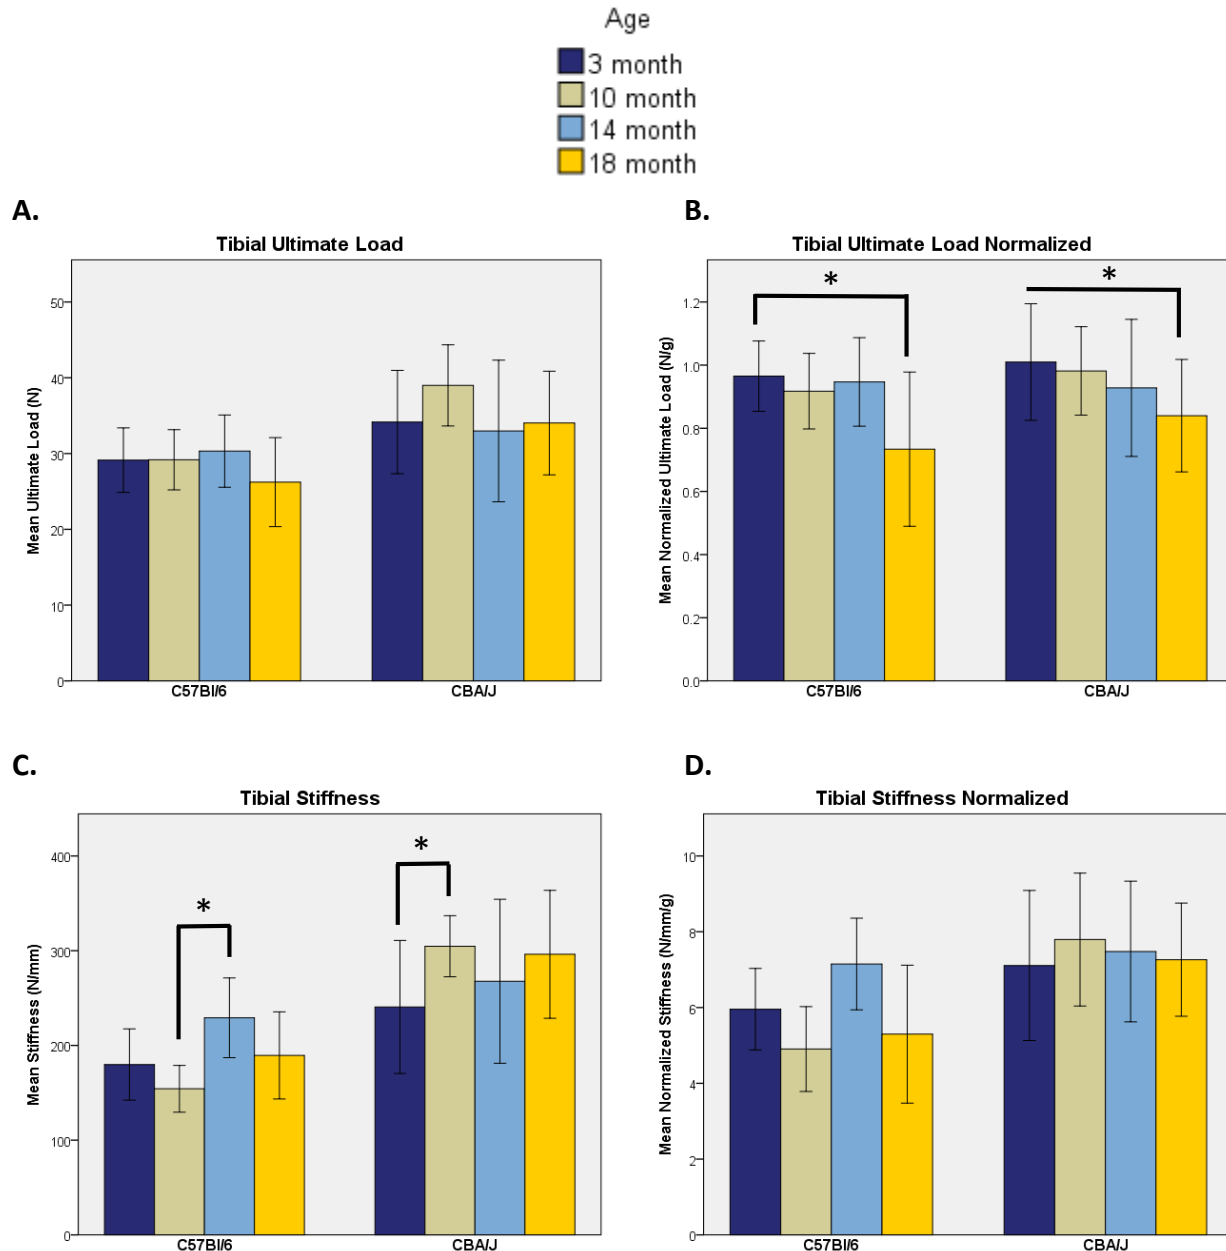 Age
3 month
10 month
14 month
18 month
A.
Tibial Ultimate Load
Mean Ultimate Load (N)
50
40
30
20
10
0
C57Bl/6
CBA/J
B.
Tibial Ultimate Load Normalized
Mean Normalized Ultimate Load (N/g)
1.2
1.0
0.8
0.6
0.4
0.2
0.0
*
*
C57Bl/6
CBA/J
C.
Tibial Stiffness
Mean Stiffness (N/mm)
400
300
200
100
0
*
*
C57Bl/6
CBA/J
D.
Tibial Stiffness Normalized
Mean Normalized Stiffness (N/mm/g)
10
8
6
4
2
0
C57Bl/6
CBA/J